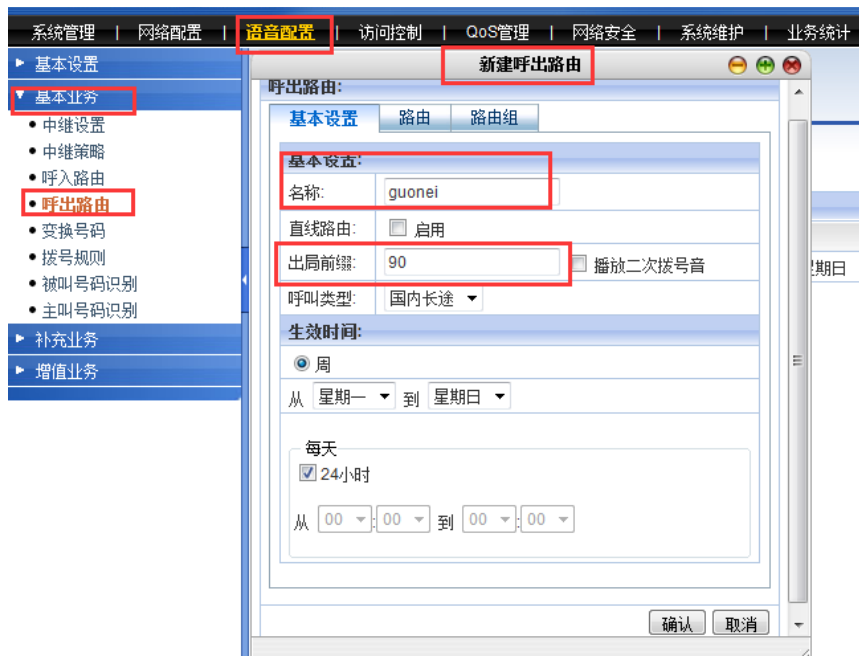 系统管理 | 网络配置 | 语音配置 | 访问控制 | QoS管理 | 网络安全 | 系统维护 | 业务统计
基本设置
基本业务
中继设置
中继策略
呼入路由
呼出路由
变换号码
拨号规则
被叫号码识别
主叫号码识别
补充业务
增值业务
新建呼出路由
呼出路由:
基本设置 路由 路由组
基本设置:
名称: guonei
直线路由: 启用
出局前缀: 90 播放二次拨号音
呼叫类型: 国内长途
生效时间:
周
从 星期一 到 星期日
每天
24小时
从 00 : 00 到 00 : 00
确认 取消
期日